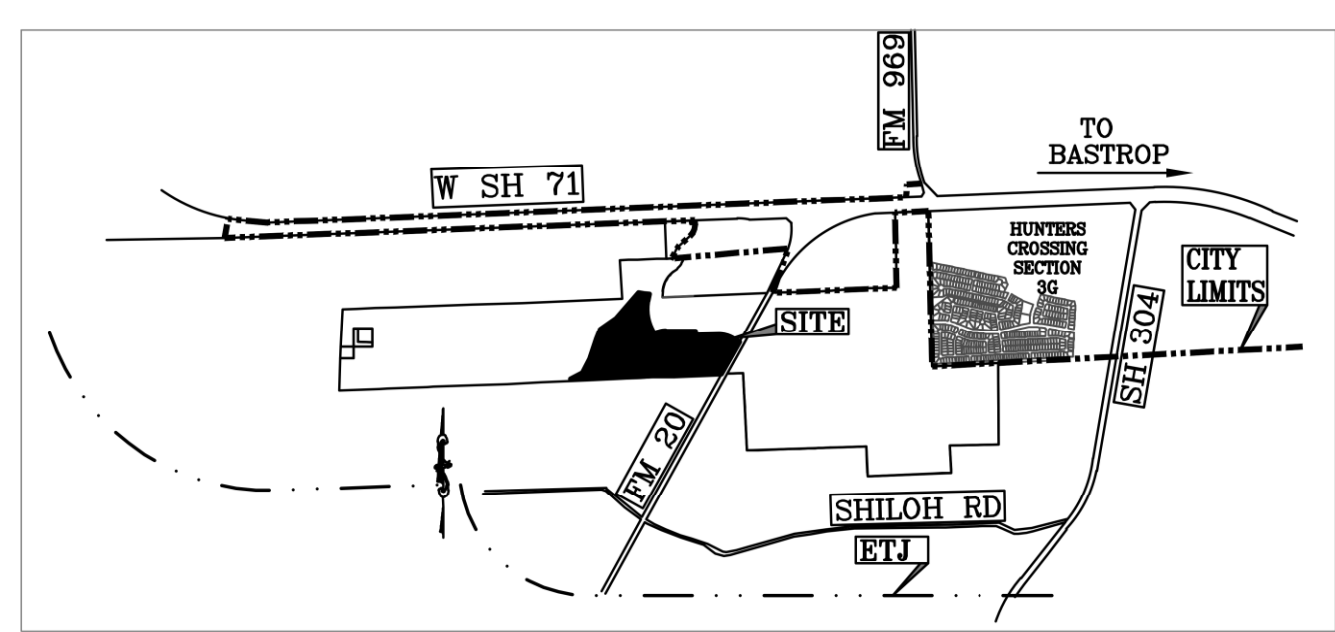 FM 969
TO
BASTROP
W SH 71
HUNTERS
CROSSING
SECTION
3G
CITY
LIMITS
SITE
SH 304
FM 20
SHILOH RD
ETJ